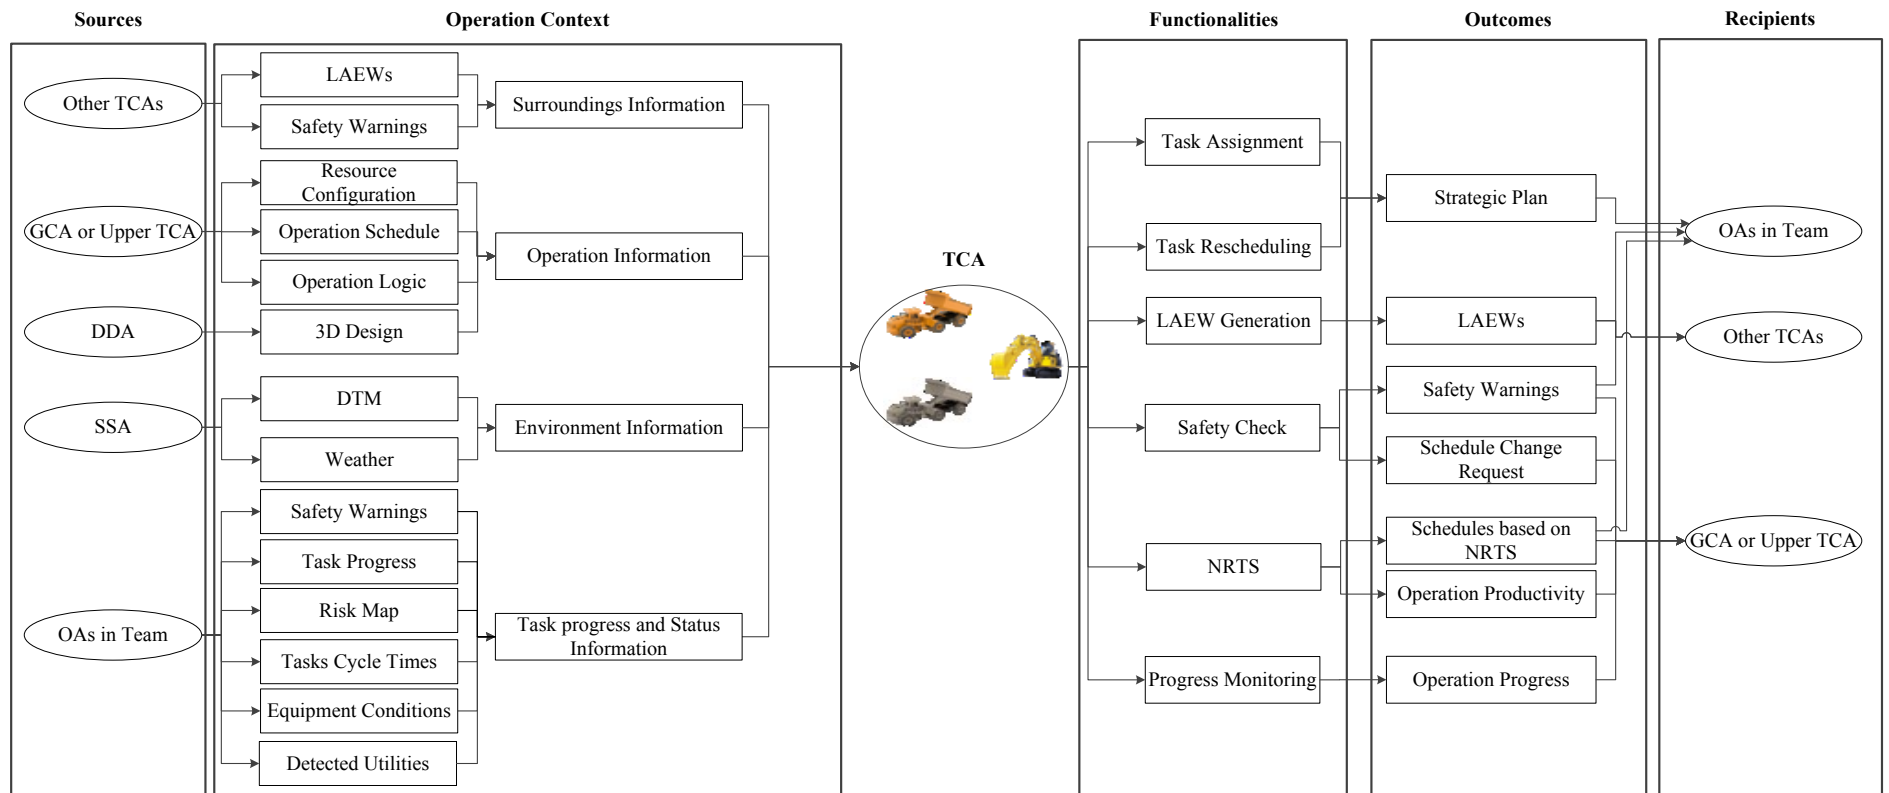 Sources
Operation Context
Functionalities
Outcomes
Recipients
Other TCAs
GCA or Upper TCA
DDA
SSA
OAs in Team
LAEWs
Safety Warnings
Resource
Configuration
Operation Schedule
Operation Logic
3D Design
DTM
Weather
Safety Warnings
Task Progress
Risk Map
Tasks Cycle Times
Equipment Conditions
Detected Utilities
Surroundings Information
Operation Information
Environment Information
Task progress and Status
Information
TCA
Task Assignment
Task Rescheduling
LAEW Generation
Safety Check
NRTS
Progress Monitoring
Strategic Plan
LAEWs
Safety Warnings
Schedule Change
Request
Schedules based on
NRTS
Operation Productivity
Operation Progress
OAs in Team
Other TCAs
GCA or Upper TCA